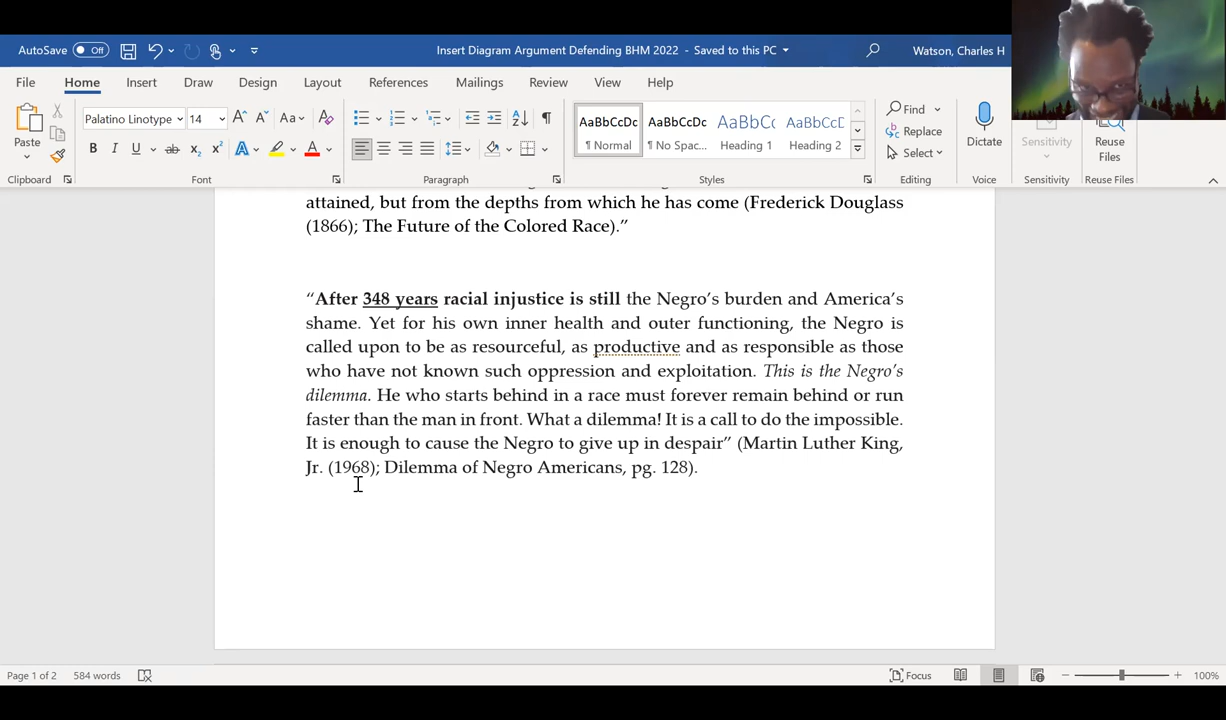 AutoSave Off Insert Diagram Argument Defending BHM 2022 - Saved to this PC Watson, Charles H
File Home Insert Draw Design Layout References Mailings Review View Help
Palatino Linotype 14 Aa AaBbCcDc AaBbCcDc AaBbCc AaBbCcD Find
Replace
Paste B I U ab x₂ x² A A ¶ Normal ¶ No Spac... Heading 1 Heading 2 Select Dictate Sensitivity Reuse Files
Clipboard Font Paragraph Styles Editing Voice Sensitivity Reuse Files
attained, but from the depths from which he has come (Frederick Douglass
(1866); The Future of the Colored Race).”
“After 348 years racial injustice is still the Negro’s burden and America’s
shame. Yet for his own inner health and outer functioning, the Negro is
called upon to be as resourceful, as productive and as responsible as those
who have not known such oppression and exploitation. This is the Negro’s
dilemma. He who starts behind in a race must forever remain behind or run
faster than the man in front. What a dilemma! It is a call to do the impossible.
It is enough to cause the Negro to give up in despair” (Martin Luther King,
Jr. (1968); Dilemma of Negro Americans, pg. 128).
Page 1 of 2 584 words Focus 100%